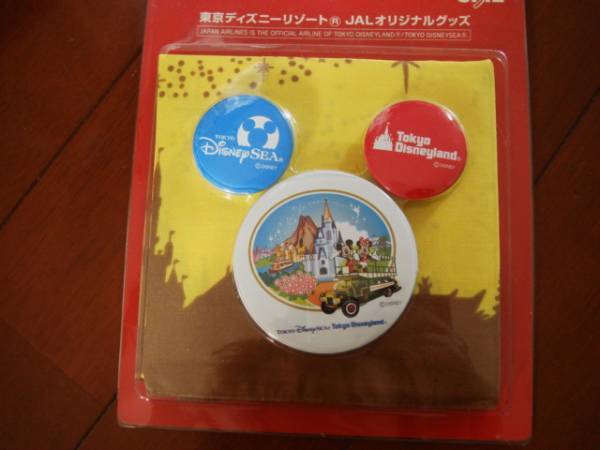 東京ディズニーリゾート® JALオリジナルグッズ
JAPAN AIRLINES IS THE OFFICIAL AIRLINE OF TOKYO DISNEYLAND®/TOKYO DISNEYSEA®.
TOKYO
DISNEYSEA®
©DISNEY
Tokyo
Disneyland®
©DISNEY
©DISNEY
TOKYO DISNEYSEA® Tokyo Disneyland®